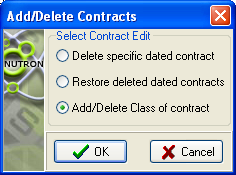 Add/Delete Contracts
Select Contract Edit
NUTRON
Delete specific dated contract
Restore deleted dated contracts
Add/Delete Class of contract
OK
Cancel